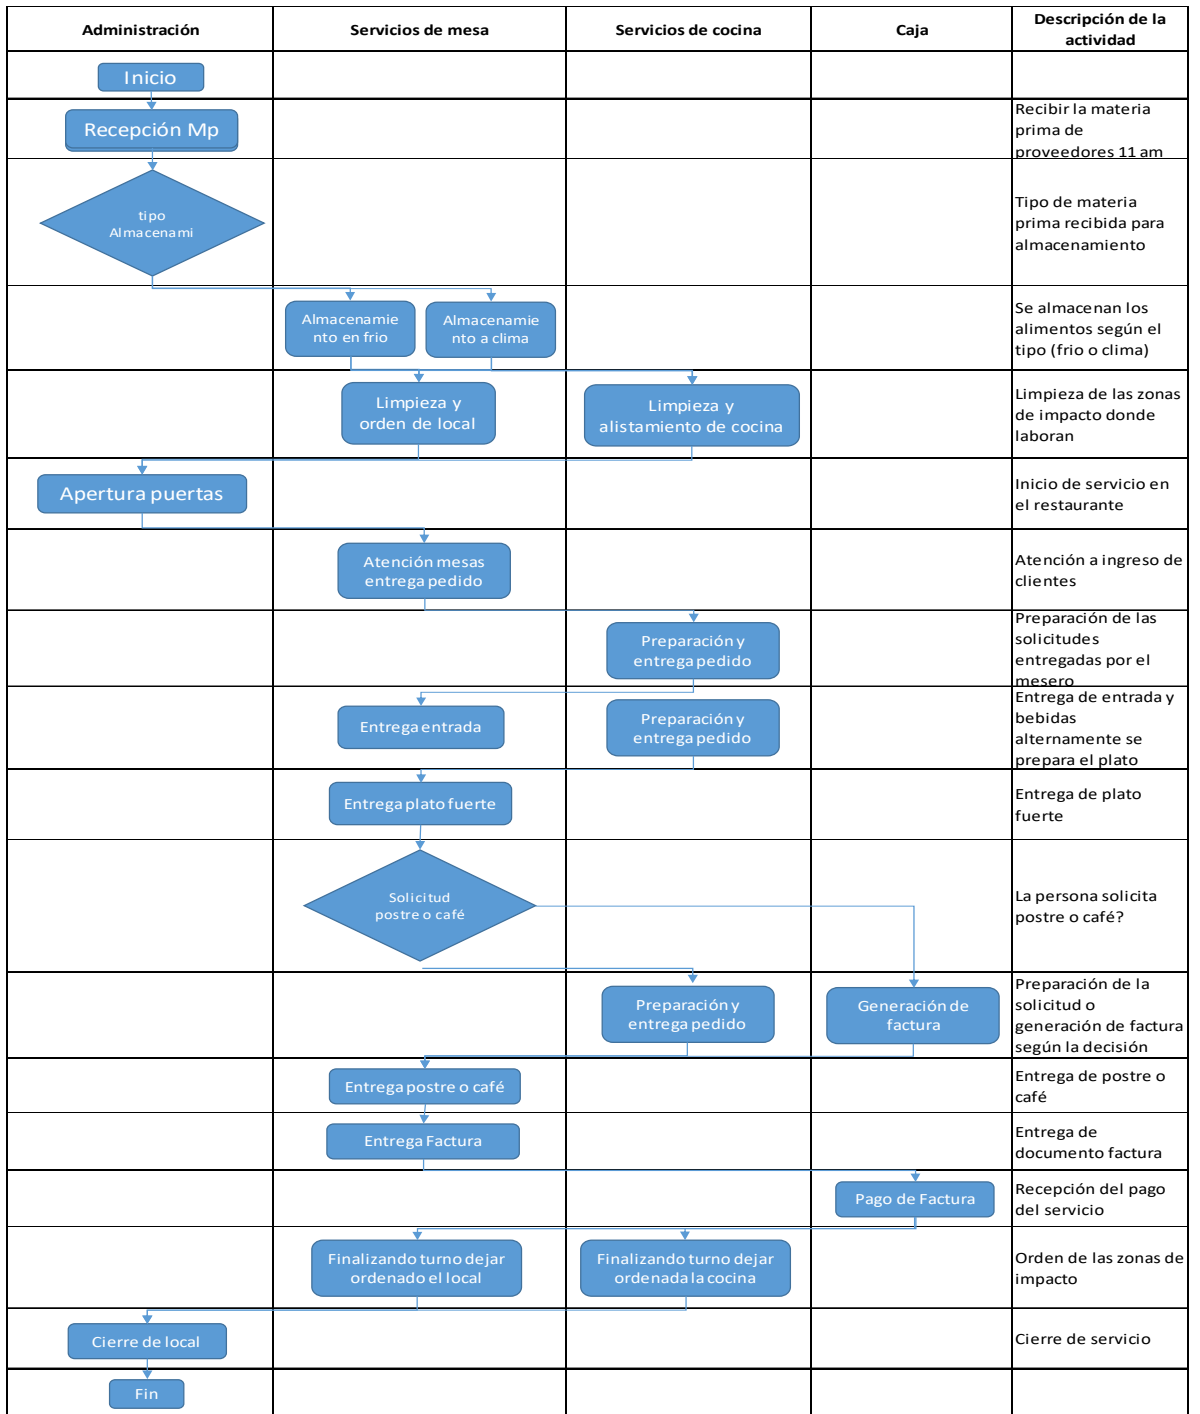 Administración
Servicios de mesa
Servicios de cocina
Caja
Descripción de la
actividad
Inicio
Recepción Mp
Recibir la materia
prima de
proveedores 11 am
tipo
Almacenami
Tipo de materia
prima recibida para
almacenamiento
Almacenamie
nto en frio
Almacenamie
nto a clima
Se almacenan los
alimentos según el
tipo (frio o clima)
Limpieza y
orden de local
Limpieza y
alistamiento de cocina
Limpieza de las zonas
de impacto donde
laboran
Apertura puertas
Inicio de servicio en
el restaurante
Atención mesas
entrega pedido
Atención a ingreso de
clientes
Preparación y
entrega pedido
Preparación de las
solicitudes
entregadas por el
mesero
Entrega entrada
Preparación y
entrega pedido
Entrega de entrada y
bebidas
alternamente se
prepara el plato
Entrega plato fuerte
Entrega de plato
fuerte
Solicitud
postre o café
La persona solicita
postre o café?
Preparación y
entrega pedido
Generación de
factura
Preparación de la
solicitud o
generación de factura
según la decisión
Entrega postre o café
Entrega de postre o
café
Entrega Factura
Entrega de
documento factura
Pago de Factura
Recepción del pago
del servicio
Finalizando turno dejar
ordenado el local
Finalizando turno dejar
ordenada la cocina
Orden de las zonas de
impacto
Cierre de local
Cierre de servicio
Fin